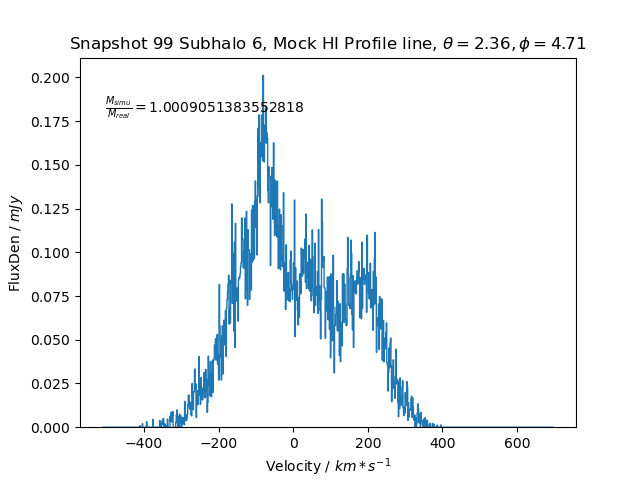 Snapshot 99 Subhalo 6, Mock HI Profile line, θ = 2.36, ϕ = 4.71
M_simu/M_real = 1.0009051383552818
FluxDen / mJy
0.200
0.175
0.150
0.125
0.100
0.075
0.050
0.025
0.000
−400 −200 0 200 400 600
Velocity / km * s⁻¹